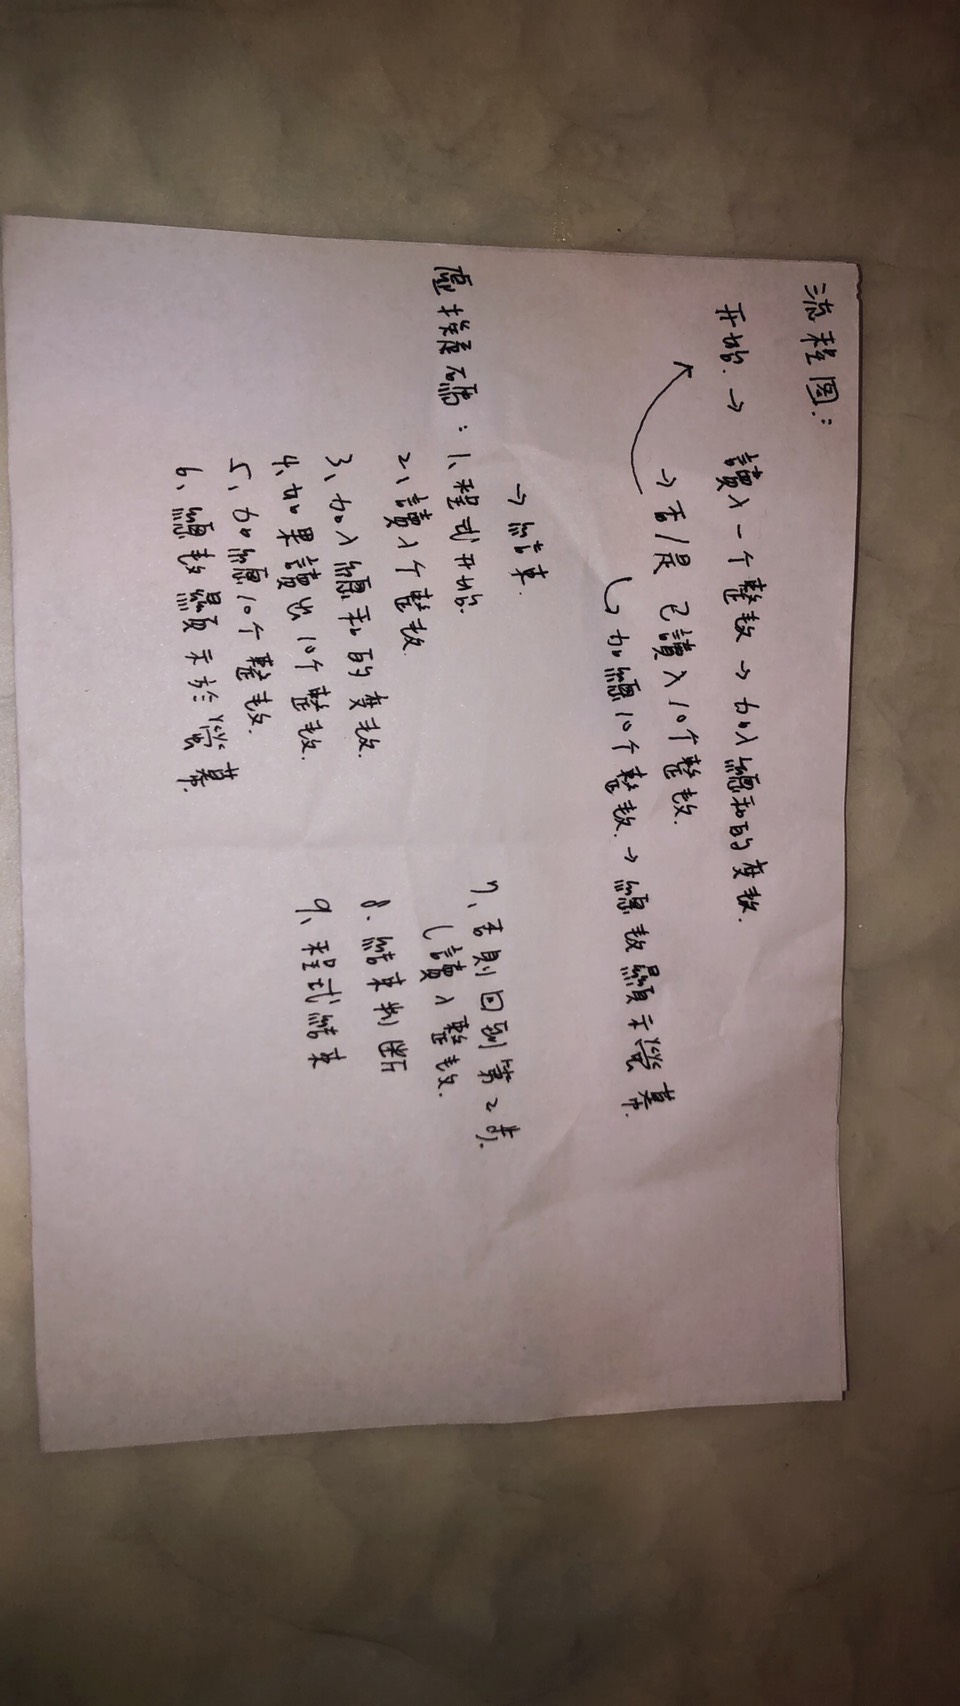 流程图:
开始. → 讀入一个整数 → 加入總和的变数.
→ 否/是 已讀入10个整数.
↳ 加總10个整数. → 總数顯示螢幕.
→ 結束.
虛擬碼: 1、程式开始.
2、讀入个整数.
3、加入總和的变数.
4、如果讀出10个整数.
5、加總10个整数.
6、總数顯示於螢幕.
7、否則回到第2步.
(讀入整数.
8.結束判断
9、程式結束